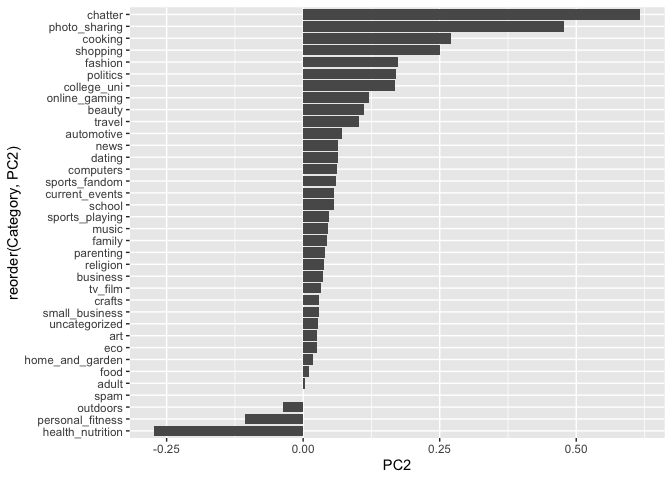 chatter
photo_sharing
cooking
shopping
fashion
politics
college_uni
online_gaming
beauty
travel
automotive
news
dating
computers
sports_fandom
current_events
school
sports_playing
music
family
parenting
religion
business
tv_film
crafts
small_business
uncategorized
art
eco
home_and_garden
food
adult
spam
outdoors
personal_fitness
health_nutrition
reorder(Category, PC2)
-0.25 0.00 0.25 0.50
PC2